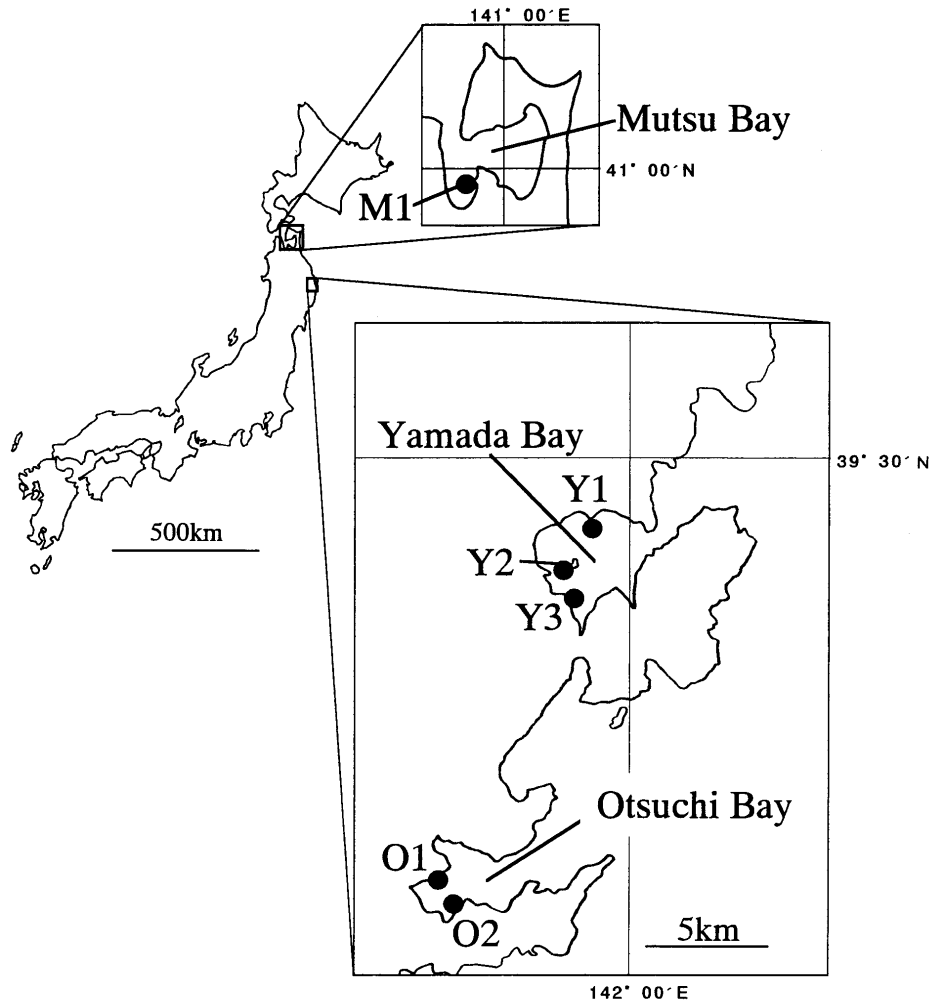 141° 00´E
Mutsu Bay
41° 00´N
M1
Yamada Bay
39° 30´N
Y1
500km
Y2
Y3
Otsuchi Bay
O1
O2
5km
142° 00´E